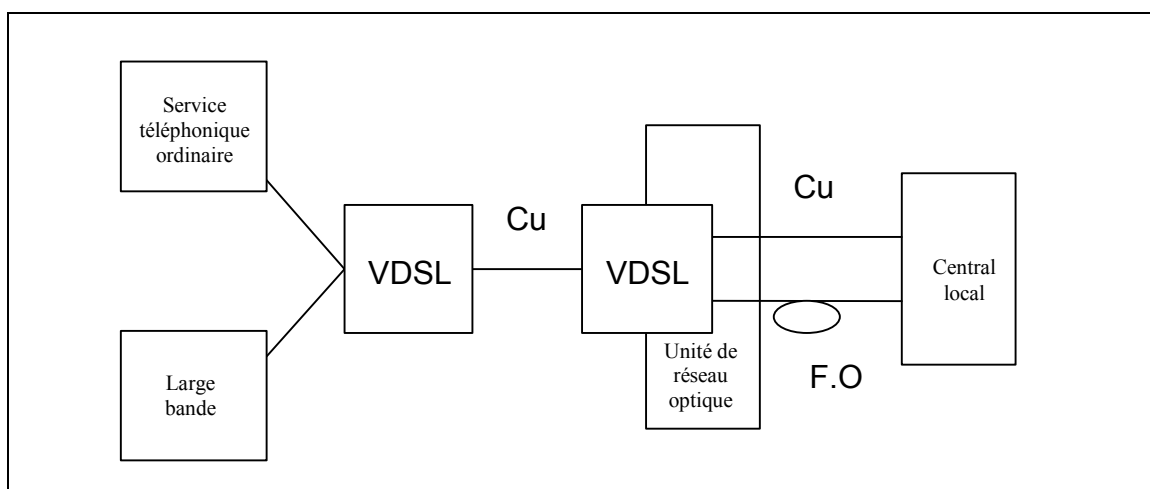 Service
téléphonique
ordinaire
Large
bande
VDSL
Cu
VDSL
Unité de
réseau
optique
Cu
F.O
Central
local